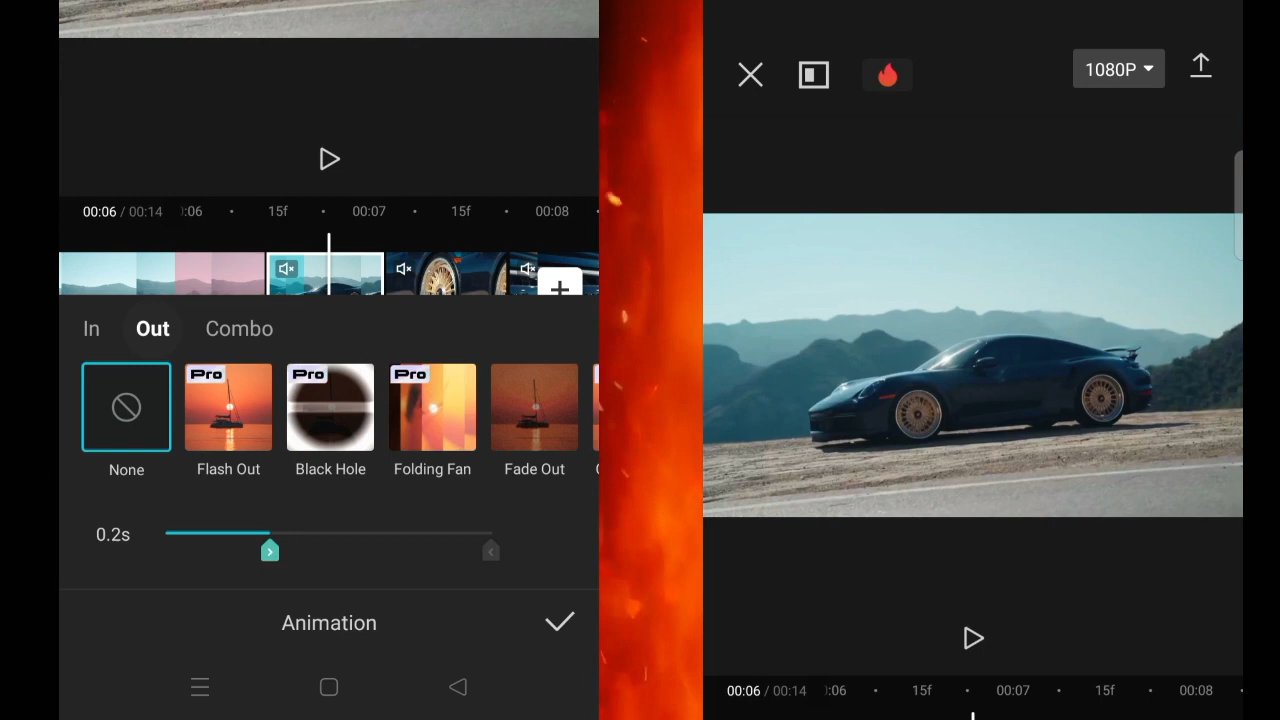 00:06 / 00:14
:06
15f
00:07
15f
00:08
In
Out
Combo
Pro
Pro
Pro
None
Flash Out
Black Hole
Folding Fan
Fade Out
0.2s
Animation
1080P
00:06 / 00:14
:06
15f
00:07
15f
00:08